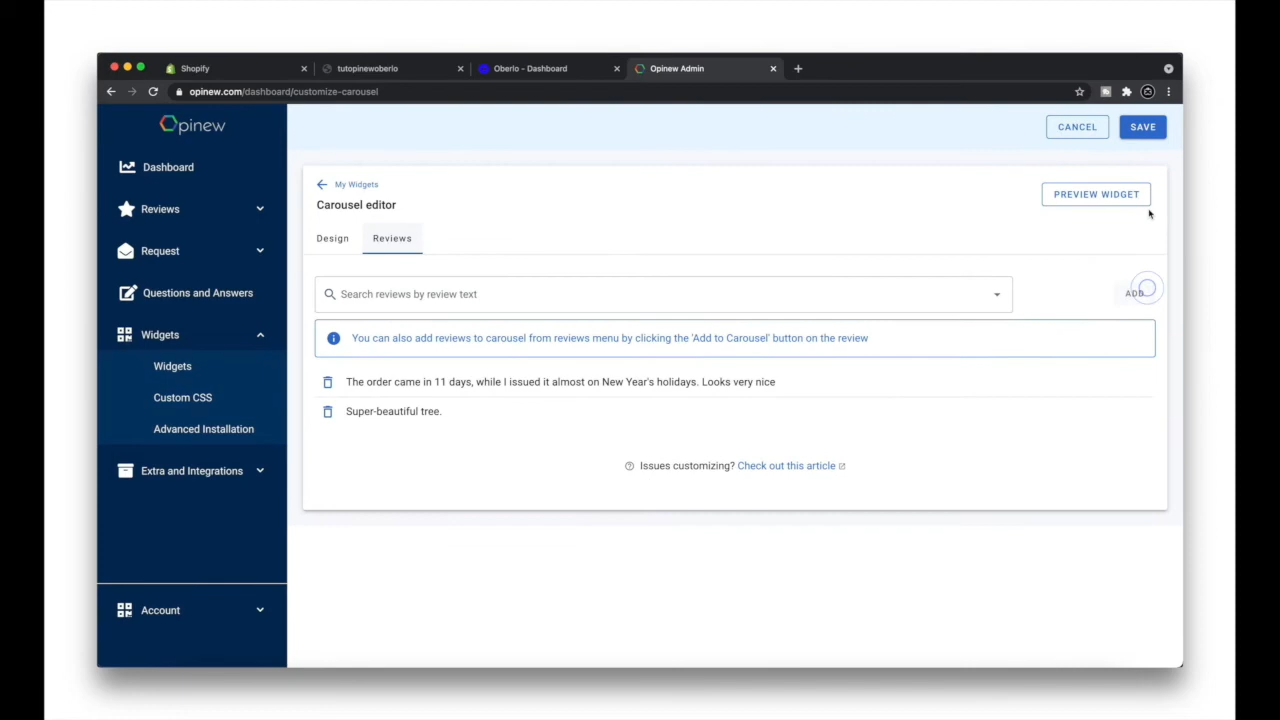 Shopify
tutopinewoberlo
Oberlo - Dashboard
Opinew Admin
opinew.com/dashboard/customize-carousel
pinew
CANCEL
SAVE
Dashboard
Reviews
Request
Questions and Answers
Widgets
Widgets
Custom CSS
Advanced Installation
Extra and Integrations
Account
My Widgets
Carousel editor
PREVIEW WIDGET
Design
Reviews
Search reviews by review text
ADD
You can also add reviews to carousel from reviews menu by clicking the 'Add to Carousel' button on the review
The order came in 11 days, while I issued it almost on New Year's holidays. Looks very nice
Super-beautiful tree.
Issues customizing? Check out this article